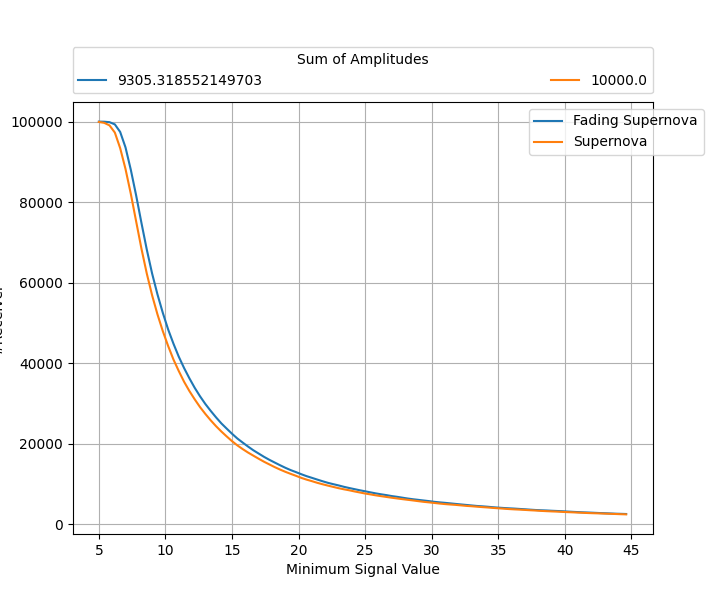 Sum of Amplitudes
9305.318552149703 10000.0
Fading Supernova
Supernova
100000
80000
60000
40000
20000
0
5 10 15 20 25 30 35 40 45
Minimum Signal Value